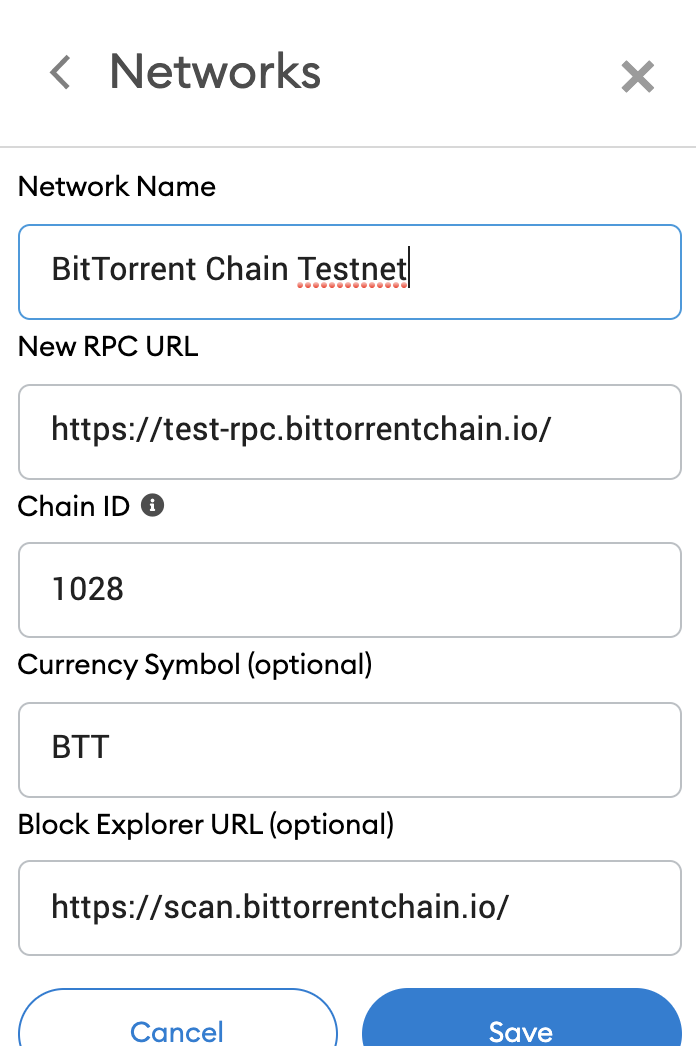 Networks
Network Name
BitTorrent Chain Testnet
New RPC URL
https://test-rpc.bittorrentchain.io/
Chain ID
1028
Currency Symbol (optional)
BTT
Block Explorer URL (optional)
https://scan.bittorrentchain.io/
Cancel Save